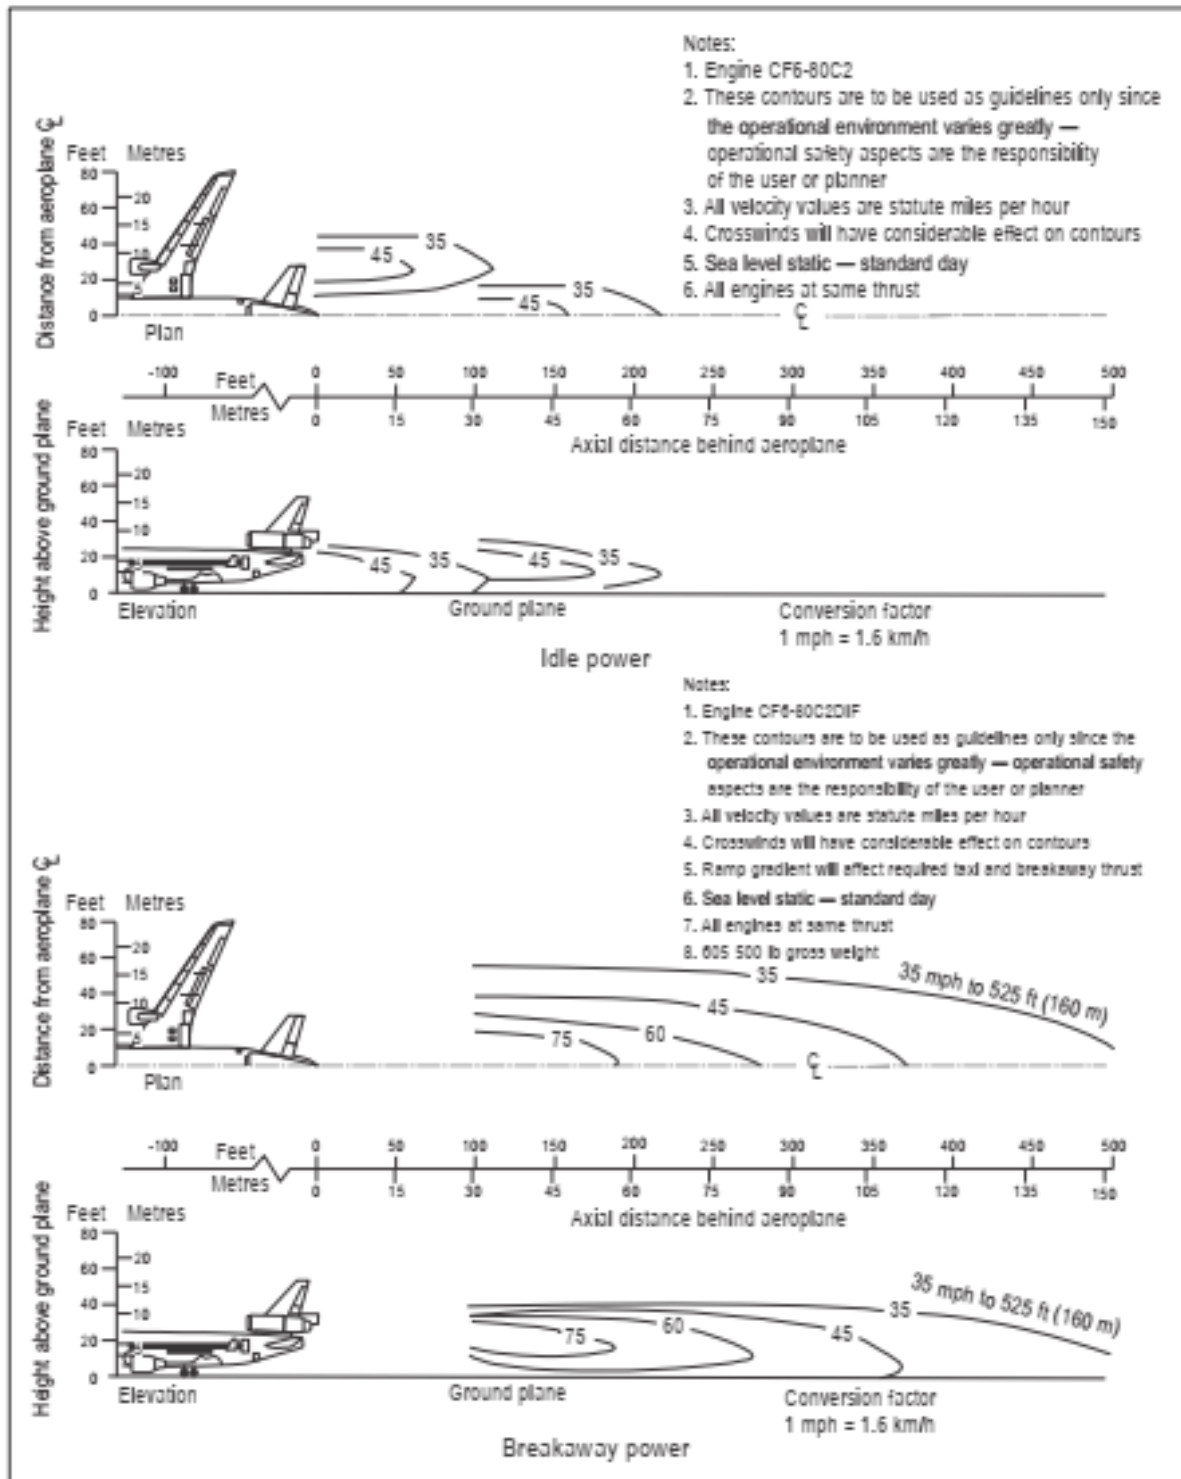 Notes:
1. Engine CF6-80C2
2. These contours are to be used as guidelines only since
the operational environment varies greatly —
operational safety aspects are the responsibility
of the user or planner
3. All velocity values are statute miles per hour
4. Crosswinds will have considerable effect on contours
5. Sea level static — standard day
6. All engines at same thrust
Distance from aeroplane ℄
Feet Metres
80
60
40
20
0
20
15
10
5
35
45
35
45
℄
Plan
-100 Feet 0 50 100 150 200 250 300 350 400 450 500
Metres 0 15 30 45 60 75 90 105 120 135 150
Axial distance behind aeroplane
Height above ground plane
Feet Metres
80
60
40
20
0
20
15
10
45
35
45
35
Elevation
Ground plane
Conversion factor
1 mph = 1.6 km/h
Idle power
Notes:
1. Engine
2. These contours are to be used as guidelines only since the
operational environment varies greatly — operational safety
aspects are the responsibility of the user or planner
3. All velocity values are statute miles per hour
4. Crosswinds will have considerable effect on contours
5. Ramp gradient will affect required taxi and breakaway thrust
6. Sea level static — standard day
7. All engines at same thrust
8. 605 500 lb gross weight
Distance from aeroplane ℄
Feet Metres
80
60
40
20
0
20
15
10
5
35
35 mph to 525 ft (160 m)
45
60
75
℄
Plan
-100 Feet 0 50 100 150 200 250 300 350 400 450 500
Metres 0 15 30 45 60 75 90 105 120 135 150
Axial distance behind aeroplane
Height above ground plane
Feet Metres
80
60
40
20
0
20
15
10
35 mph to 525 ft (160 m)
35
45
60
75
Elevation
Ground plane
Conversion factor
1 mph = 1.6 km/h
Breakaway power